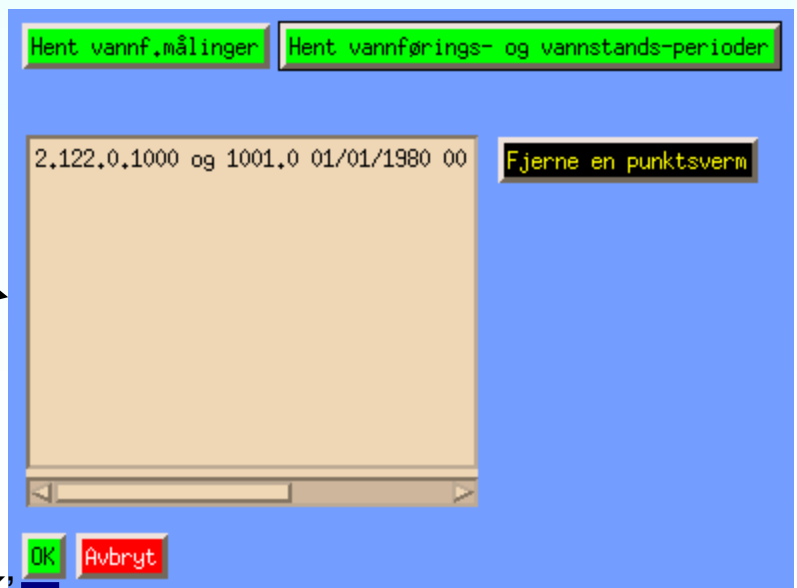 Hent vannf.målinger Hent vannførings- og vannstands-perioder
2.122.0.1000 og 1001.0 01/01/1980 00
Fjerne en punktsverm
OK Avbryt